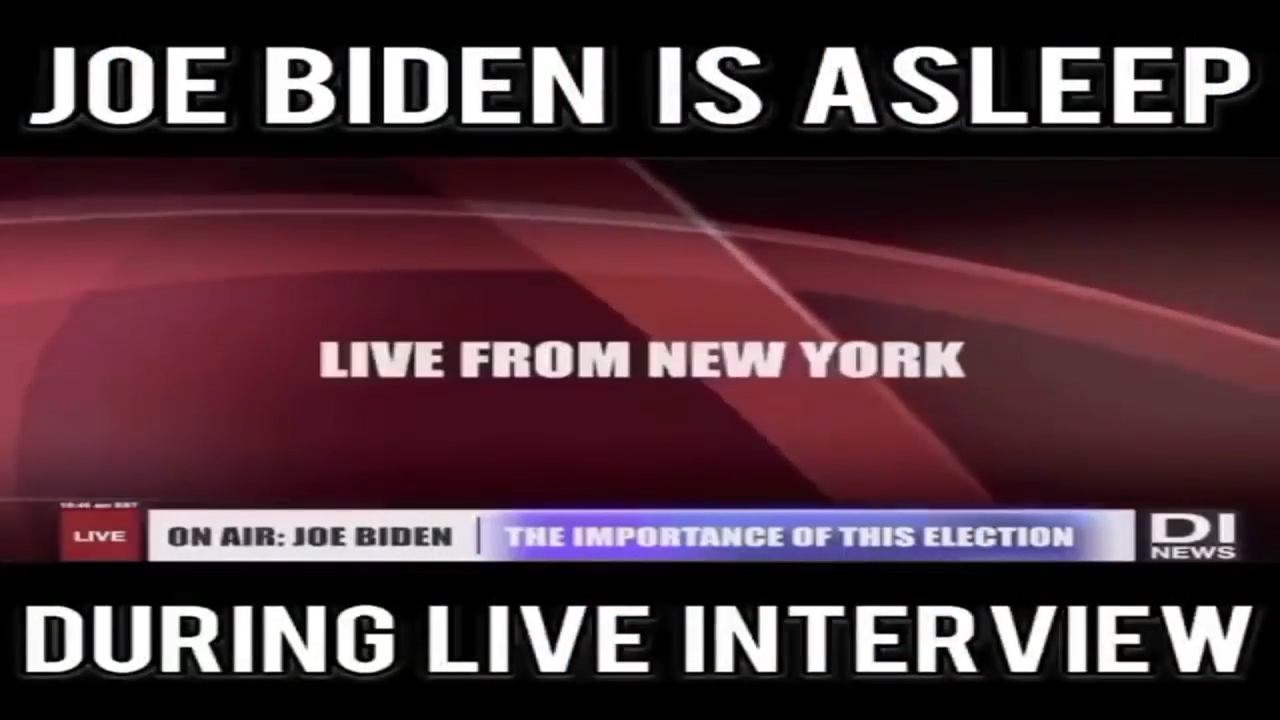 JOE BIDEN IS ASLEEP
LIVE FROM NEW YORK
LIVE
ON AIR: JOE BIDEN
THE IMPORTANCE OF THIS ELECTION
DI
NEWS
DURING LIVE INTERVIEW